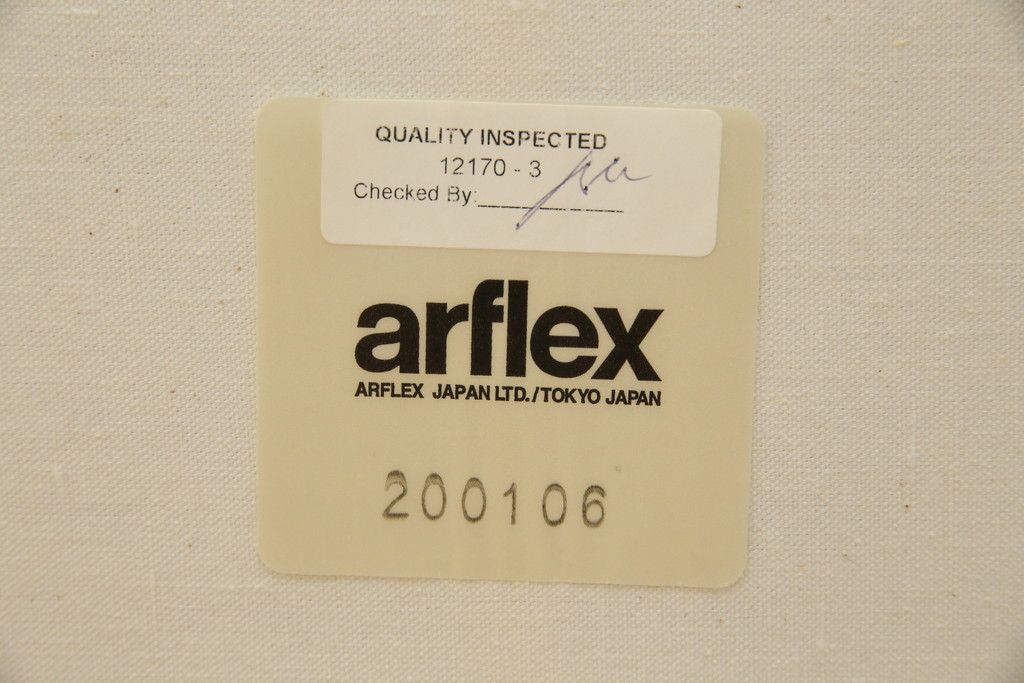 QUALITY INSPECTED
12170 - 3
Checked By:
arflex
ARFLEX JAPAN LTD./TOKYO JAPAN
200106